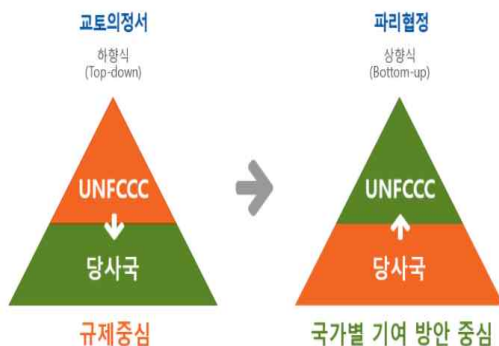 교토의정서
하향식
(Top-down)
UNFCCC
당사국
규제중심
파리협정
상향식
(Bottom-up)
UNFCCC
당사국
국가별 기여 방안 중심